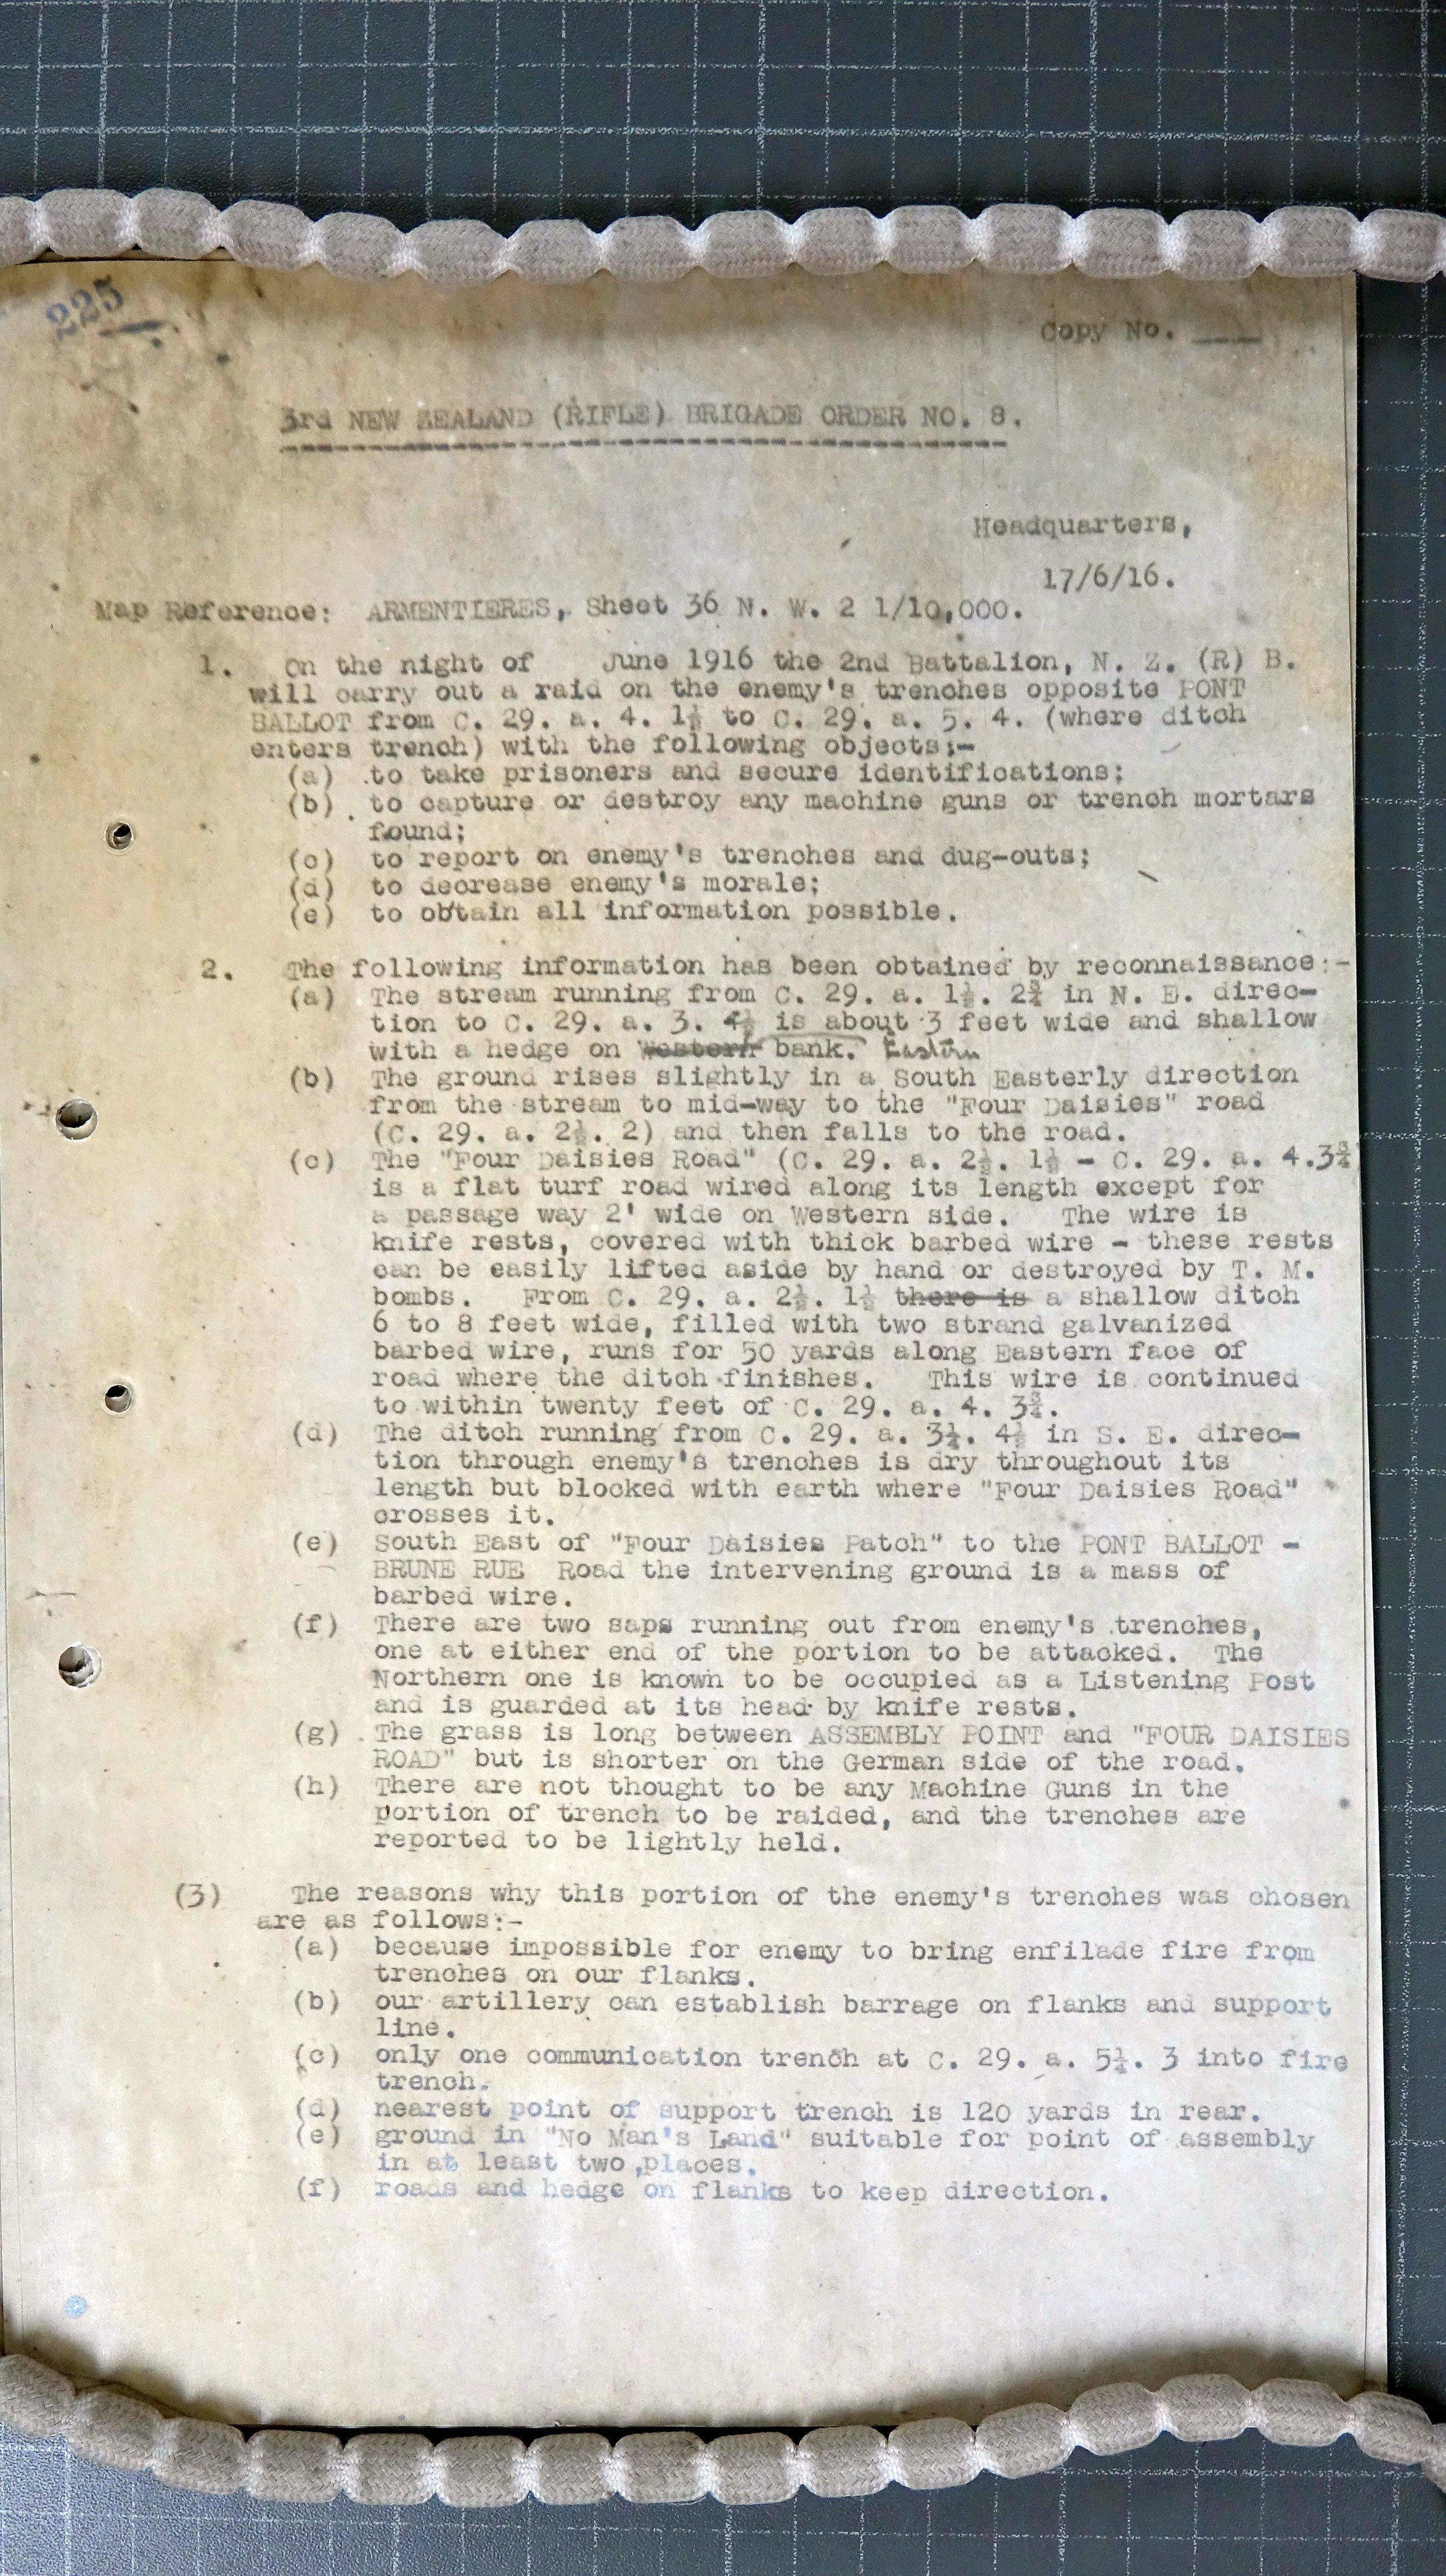 225
Copy No. ___
3rd NEW ZEALAND (RIFLE) BRIGADE ORDER NO. 8.
Headquarters,
17/6/16.
Map Reference: ARMENTIERES, Sheet 36 N. W. 2 1/10,000.
1. On the night of June 1916 the 2nd Battalion, N. Z. (R) B.
will carry out a raid on the enemy's trenches opposite PONT
BALLOT from C. 29. a. 4. 1½ to C. 29. a. 5. 4. (where ditch
enters trench) with the following objects:-
(a) to take prisoners and secure identifications;
(b) to capture or destroy any machine guns or trench mortars
found;
(c) to report on enemy's trenches and dug-outs;
(d) to decrease enemy's morale;
(e) to obtain all information possible.
2. The following information has been obtained by reconnaissance:-
(a) The stream running from C. 29. a. 1½. 2¾ in N. E. direc-
tion to C. 29. a. 3. 4½ is about 3 feet wide and shallow
with a hedge on Western bank. Eastern
(b) The ground rises slightly in a South Easterly direction
from the stream to mid-way to the "Four Daisies" road
(C. 29. a. 2½. 2) and then falls to the road.
(c) The "Four Daisies Road" (C. 29. a. 2½. 1½ - C. 29. a. 4.3¾)
is a flat turf road wired along its length except for
a passage way 2' wide on Western side. The wire is
knife rests, covered with thick barbed wire - these rests
can be easily lifted aside by hand or destroyed by T. M.
bombs. From C. 29. a. 2½. 1½ there is a shallow ditch
6 to 8 feet wide, filled with two strand galvanized
barbed wire, runs for 50 yards along Eastern face of
road where the ditch finishes. This wire is continued
to within twenty feet of C. 29. a. 4. 3¾.
(d) The ditch running from C. 29. a. 3¼. 4½ in S. E. direc-
tion through enemy's trenches is dry throughout its
length but blocked with earth where "Four Daisies Road"
crosses it.
(e) South East of "Four Daisies Patch" to the PONT BALLOT -
BRUNE RUE Road the intervening ground is a mass of
barbed wire.
(f) There are two saps running out from enemy's trenches,
one at either end of the portion to be attacked. The
Northern one is known to be occupied as a Listening Post
and is guarded at its head by knife rests.
(g) The grass is long between ASSEMBLY POINT and "FOUR DAISIES
ROAD" but is shorter on the German side of the road.
(h) There are not thought to be any Machine Guns in the
portion of trench to be raided, and the trenches are
reported to be lightly held.
(3) The reasons why this portion of the enemy's trenches was chosen
are as follows:-
(a) because impossible for enemy to bring enfilade fire from
trenches on our flanks.
(b) our artillery can establish barrage on flanks and support
line.
(c) only one communication trench at C. 29. a. 5¼. 3 into fire
trench.
(d) nearest point of support trench is 120 yards in rear.
(e) ground in "No Man's Land" suitable for point of assembly
in at least two places.
(f) roads and hedge on flanks to keep direction.